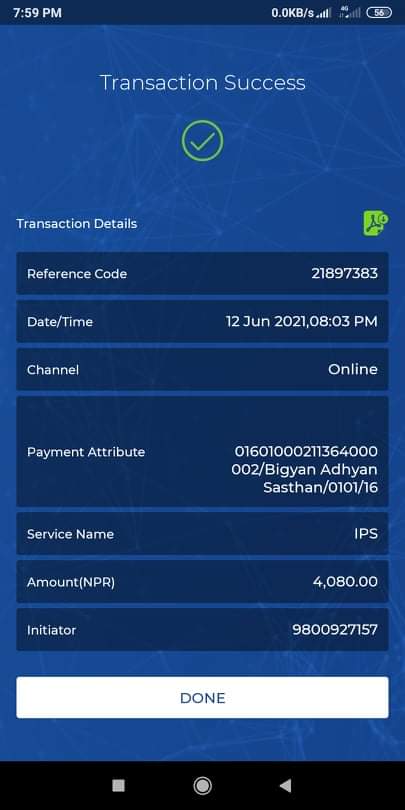 7:59 PM 0.0KB/s 4G 56
Transaction Success
Transaction Details
Reference Code 21897383
Date/Time 12 Jun 2021,08:03 PM
Channel Online
Payment Attribute 01601000211364000
002/Bigyan Adhyan
Sasthan/0101/16
Service Name IPS
Amount(NPR) 4,080.00
Initiator 9800927157
DONE